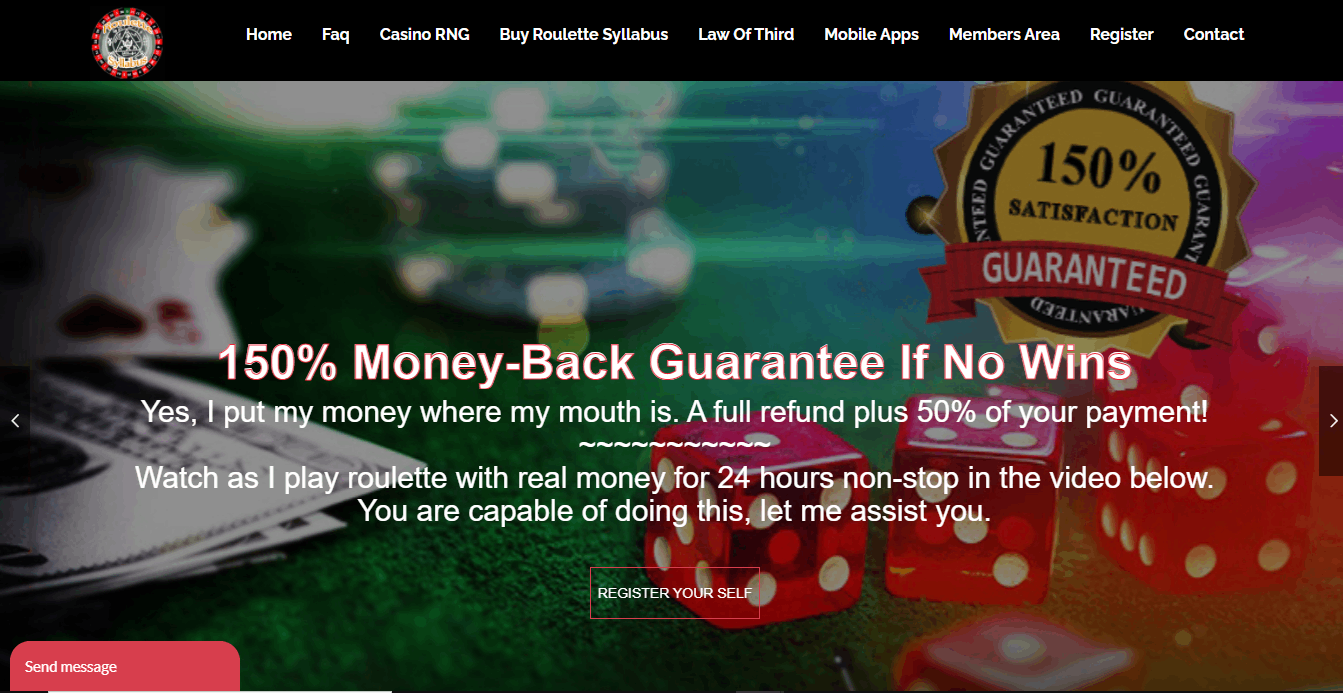 Roulette
Syllabus
Home
Faq
Casino RNG
Buy Roulette Syllabus
Law Of Third
Mobile Apps
Members Area
Register
Contact
GUARANTEED GUARANTEED GUARANTEED
150%
SATISFACTION
GUARANTEED
GUARANTEED
150% Money-Back Guarantee If No Wins
Yes, I put my money where my mouth is. A full refund plus 50% of your payment!
~~~~~~~~~~~
Watch as I play roulette with real money for 24 hours non-stop in the video below.
You are capable of doing this, let me assist you.
REGISTER YOUR SELF
Send message